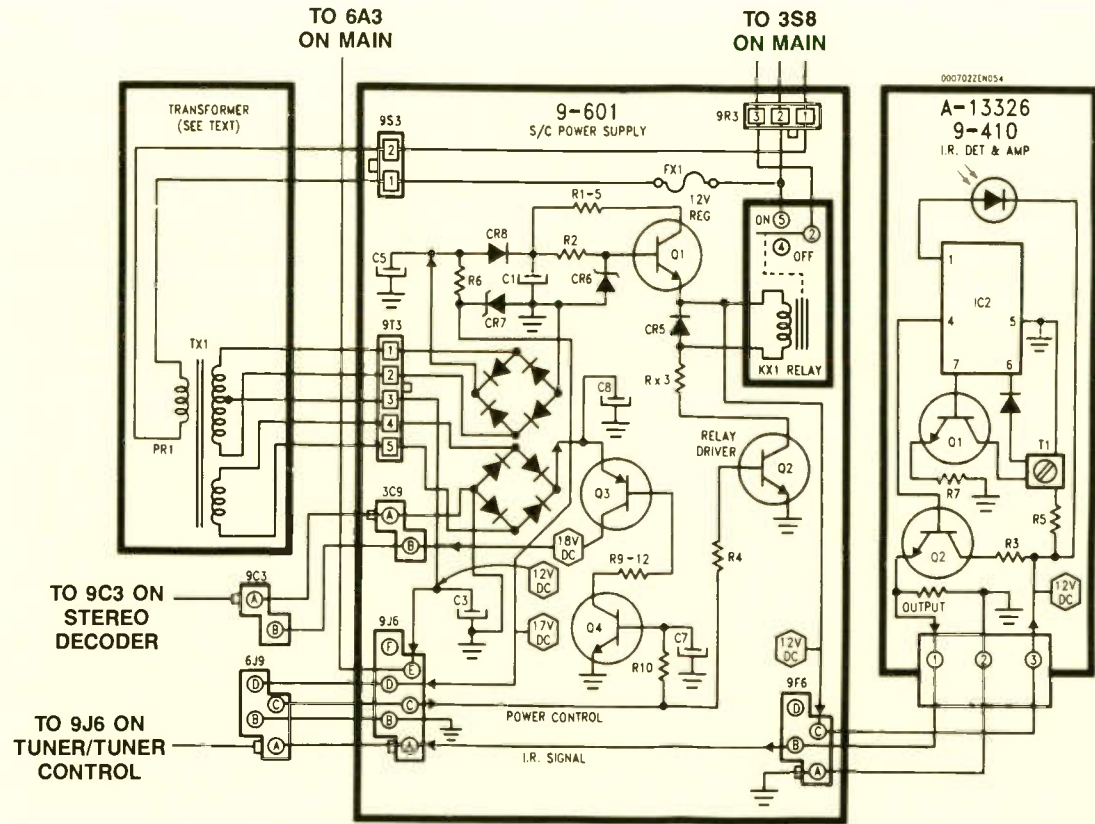 TO 6A3
ON MAIN
TO 3S8
ON MAIN
000702ZEN054
TRANSFORMER
(SEE TEXT)
TX1
PR1
9-601
S/C POWER SUPPLY
9S3
2
1
9R3
3 2 1
FX1
12V
REG
R1-5
CR8
R2
Q1
C5
R6
C1
CR6
CR7
CR5
ON 5
2
4
OFF
KX1 RELAY
9T3
1
2
3
4
5
C8
Rx3
RELAY
DRIVER
Q2
Q3
3C9
A
B
18V
DC
R9-12
R4
12V
DC
C3
17V
DC
Q4
C7
R10
12V
DC
9J6
F
E
D
C
B
A
POWER CONTROL
I.R. SIGNAL
9F6
D
C
B
A
A-13326
9-410
I.R. DET & AMP
1
IC2
4
5
7
6
Q1
T1
R7
R5
Q2
R3
OUTPUT
12V
DC
1
2
3
TO 9C3 ON
STEREO
DECODER
9C3
A
B
6J9
D
C
B
A
TO 9J6 ON
TUNER/TUNER
CONTROL